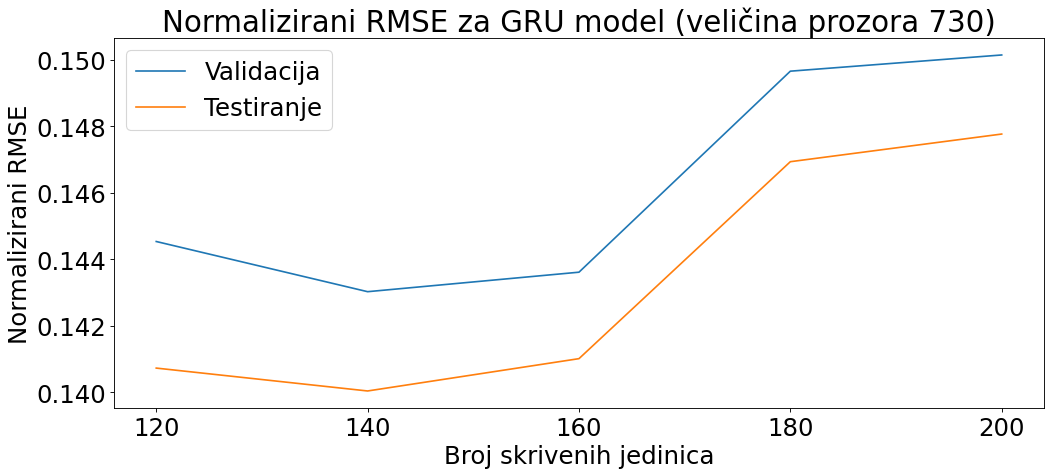 Normalizirani RMSE za GRU model (veličina prozora 730)
Validacija
Testiranje
Normalizirani RMSE
0.150
0.148
0.146
0.144
0.142
0.140
120 140 160 180 200
Broj skrivenih jedinica